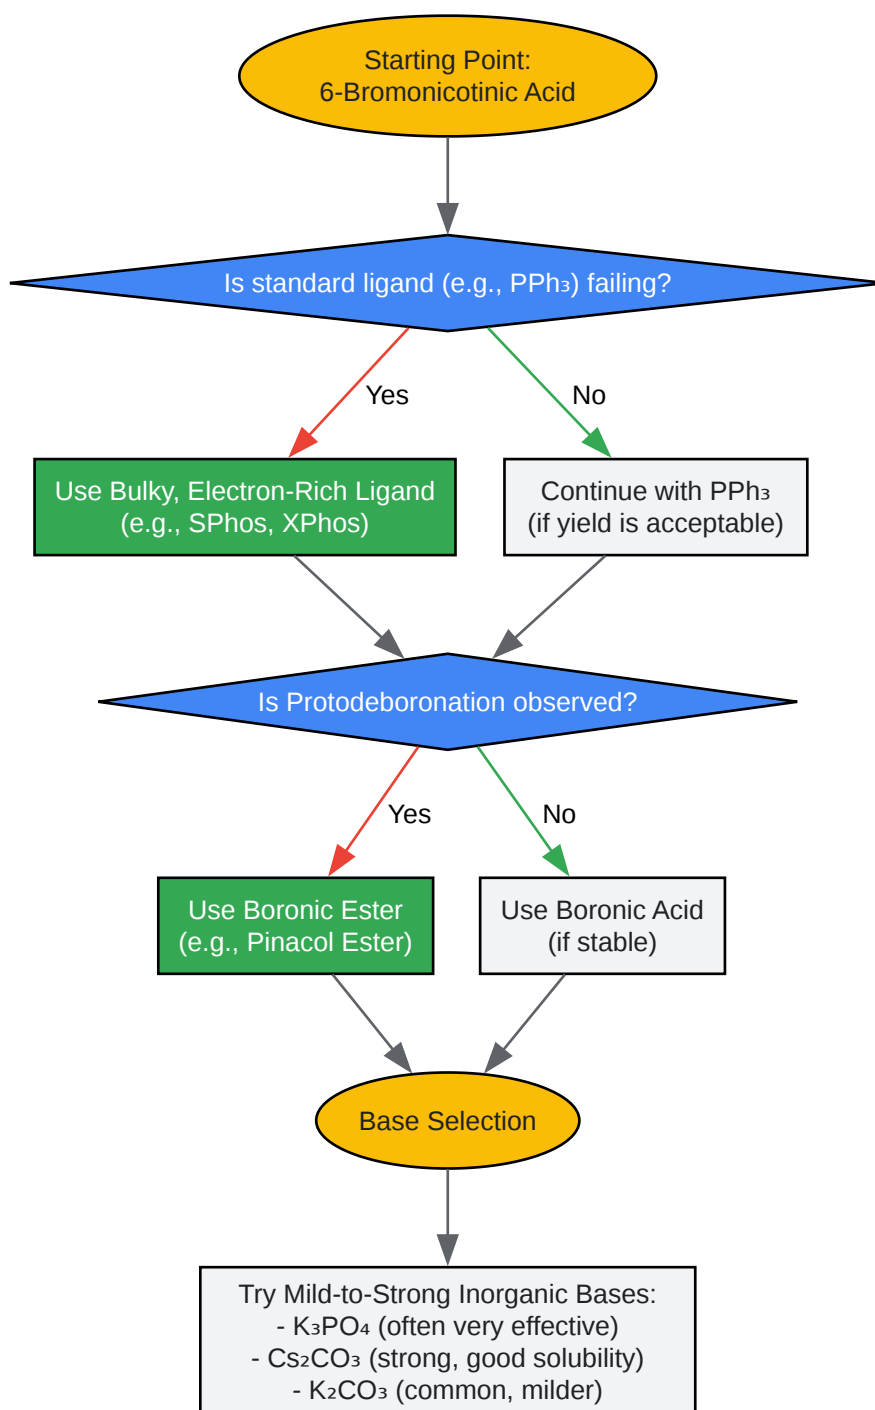 Starting Point:
6-Bromonicotinic Acid
Is standard ligand (e.g., PPh₃) failing?
Yes
No
Use Bulky, Electron-Rich Ligand
(e.g., SPhos, XPhos)
Continue with PPh₃
(if yield is acceptable)
Is Protodeboronation observed?
Yes
No
Use Boronic Ester
(e.g., Pinacol Ester)
Use Boronic Acid
(if stable)
Base Selection
Try Mild-to-Strong Inorganic Bases:
- K₃PO₄ (often very effective)
- Cs₂CO₃ (strong, good solubility)
- K₂CO₃ (common, milder)